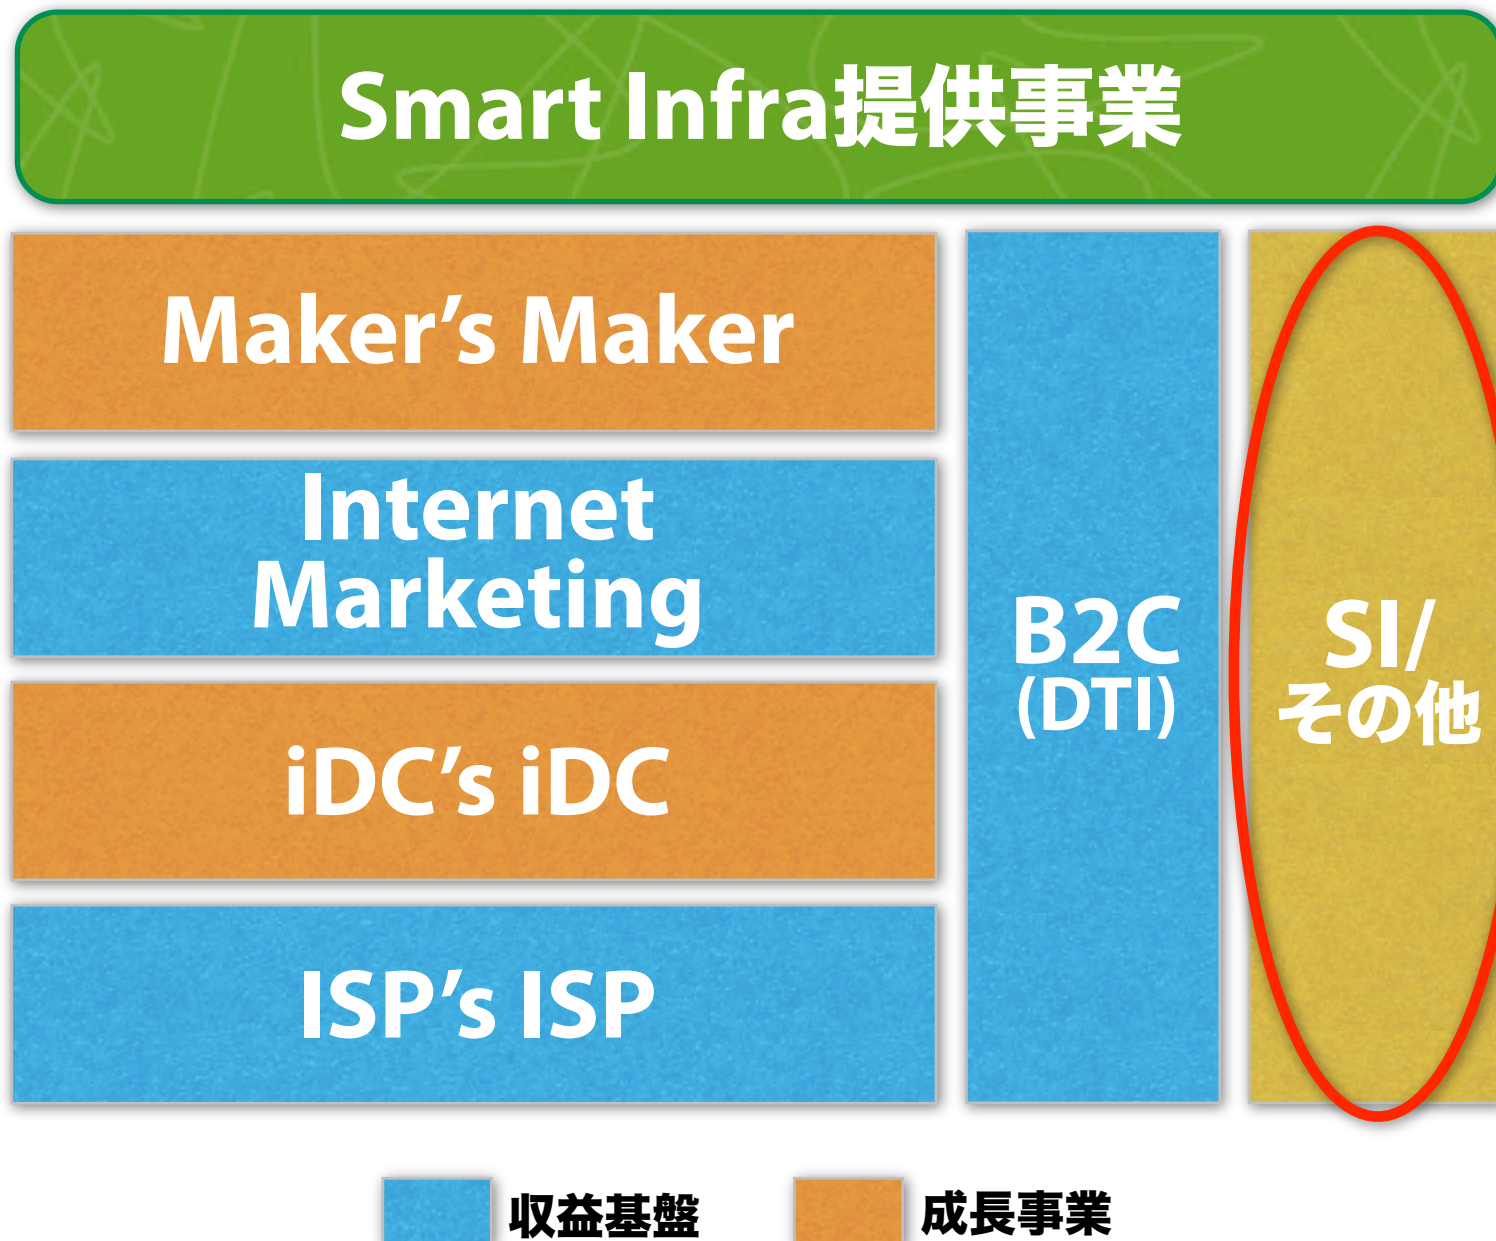 Smart Infra提供事業
Maker’s Maker
Internet
Marketing
iDC’s iDC
ISP’s ISP
B2C
(DTI)
SI/
その他
収益基盤
成長事業